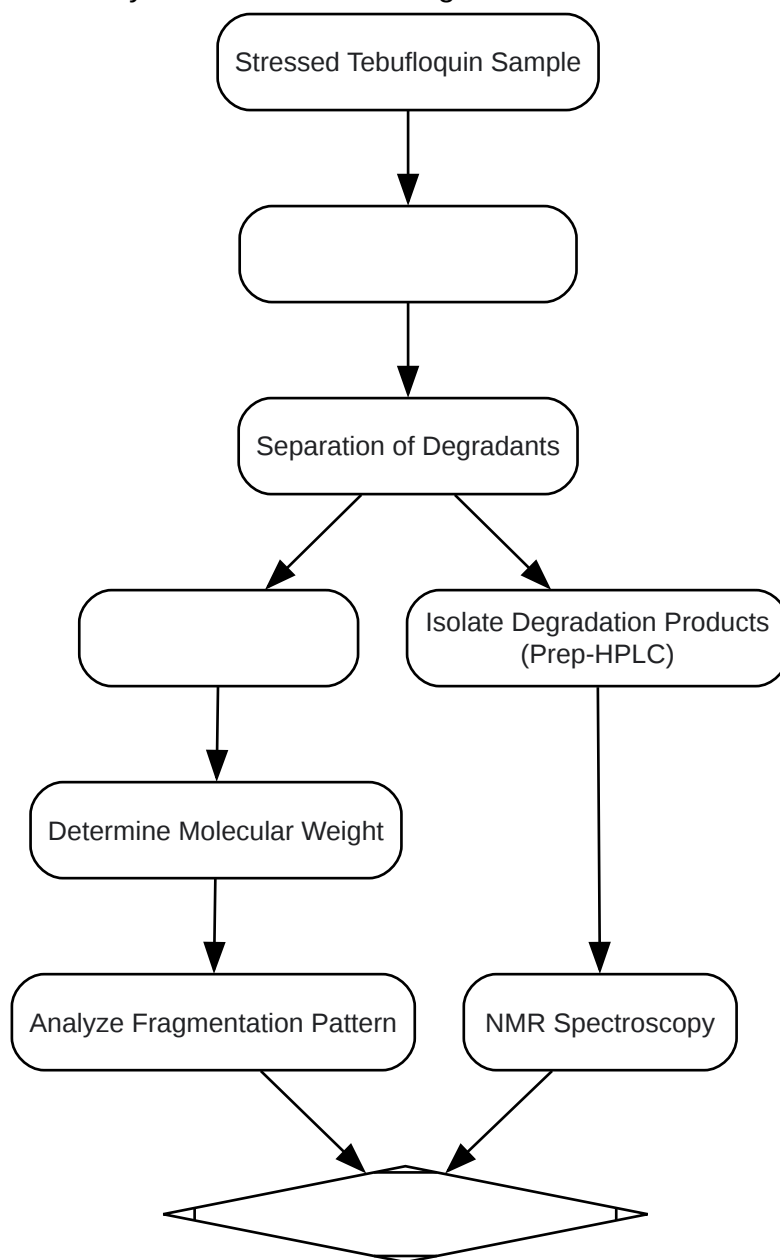 Stressed Tebufloquin Sample
Separation of Degradants
Isolate Degradation Products
(Prep-HPLC)
Determine Molecular Weight
Analyze Fragmentation Pattern
NMR Spectroscopy